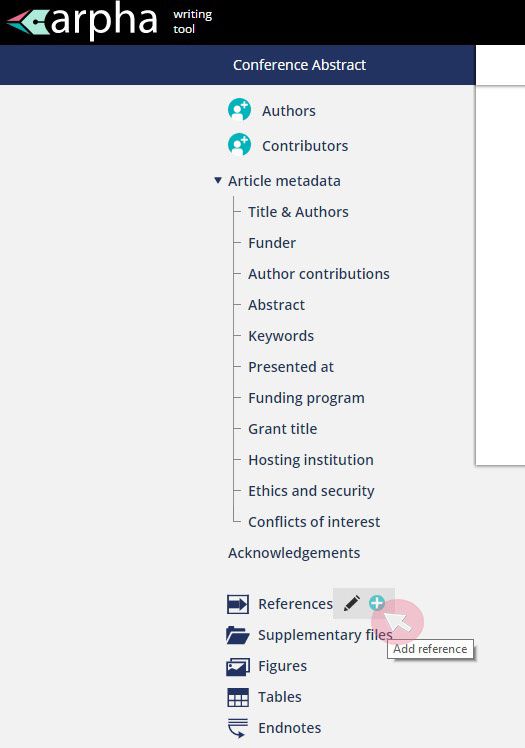 arpha writing
tool
Conference Abstract
Authors
Contributors
Article metadata
Title & Authors
Funder
Author contributions
Abstract
Keywords
Presented at
Funding program
Grant title
Hosting institution
Ethics and security
Conflicts of interest
Acknowledgements
References
Supplementary files
Add reference
Figures
Tables
Endnotes